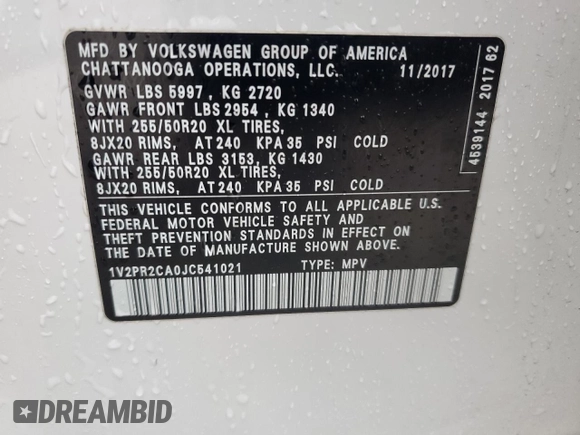 MFD BY VOLKSWAGEN GROUP OF AMERICA
CHATTANOOGA OPERATIONS, LLC. 11/2017
GVWR LBS 5997 , KG 2720
GAWR FRONT LBS 2954 , KG 1340
WITH 255/50R20 XL TIRES,
8JX20 RIMS, AT 240 KPA 35 PSI COLD
GAWR REAR LBS 3153, KG 1430
WITH 255/50R20 XL TIRES,
8JX20 RIMS, AT 240 KPA 35 PSI COLD
THIS VEHICLE CONFORMS TO ALL APPLICABLE U.S.
FEDERAL MOTOR VEHICLE SAFETY AND
THEFT PREVENTION STANDARDS IN EFFECT ON
THE DATE OF MANUFACTURE SHOWN ABOVE.
1V2PR2CA0JC541021 TYPE: MPV
4539144 2017 62
DREAMBID